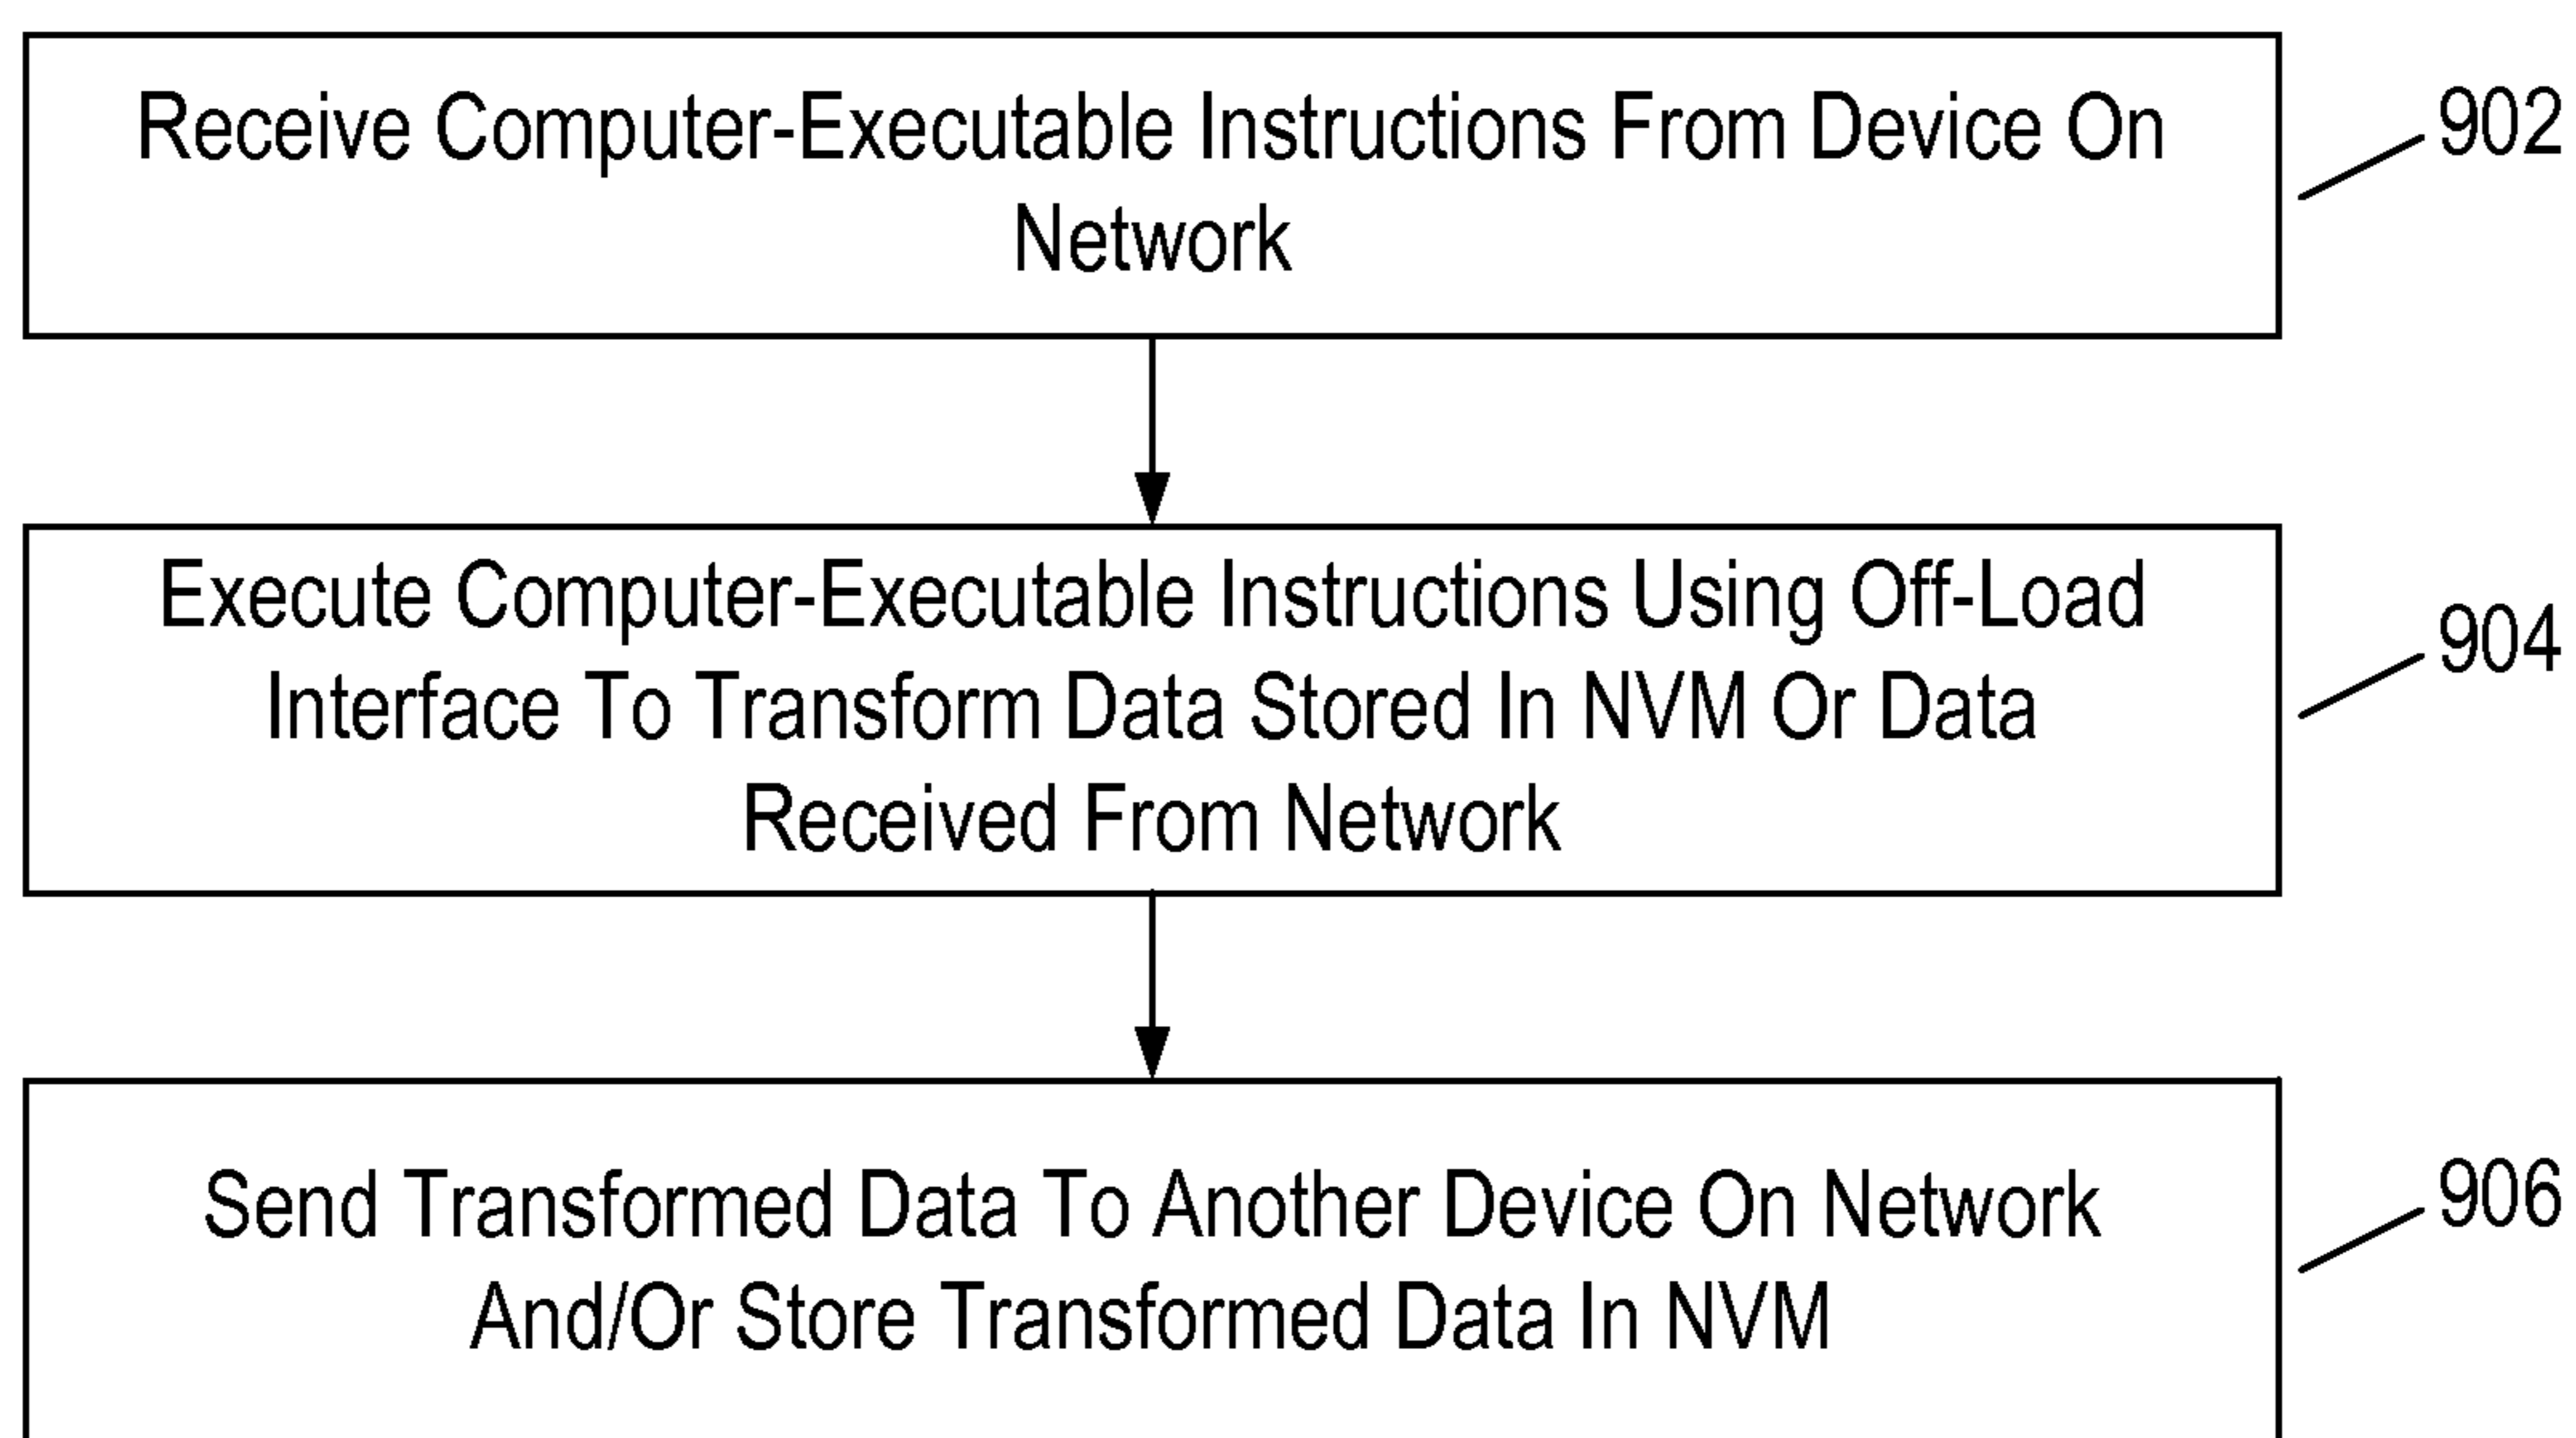 Receive Computer-Executable Instructions From Device On
Network
902
Execute Computer-Executable Instructions Using Off-Load
Interface To Transform Data Stored In NVM Or Data
Received From Network
904
Send Transformed Data To Another Device On Network
And/Or Store Transformed Data In NVM
906